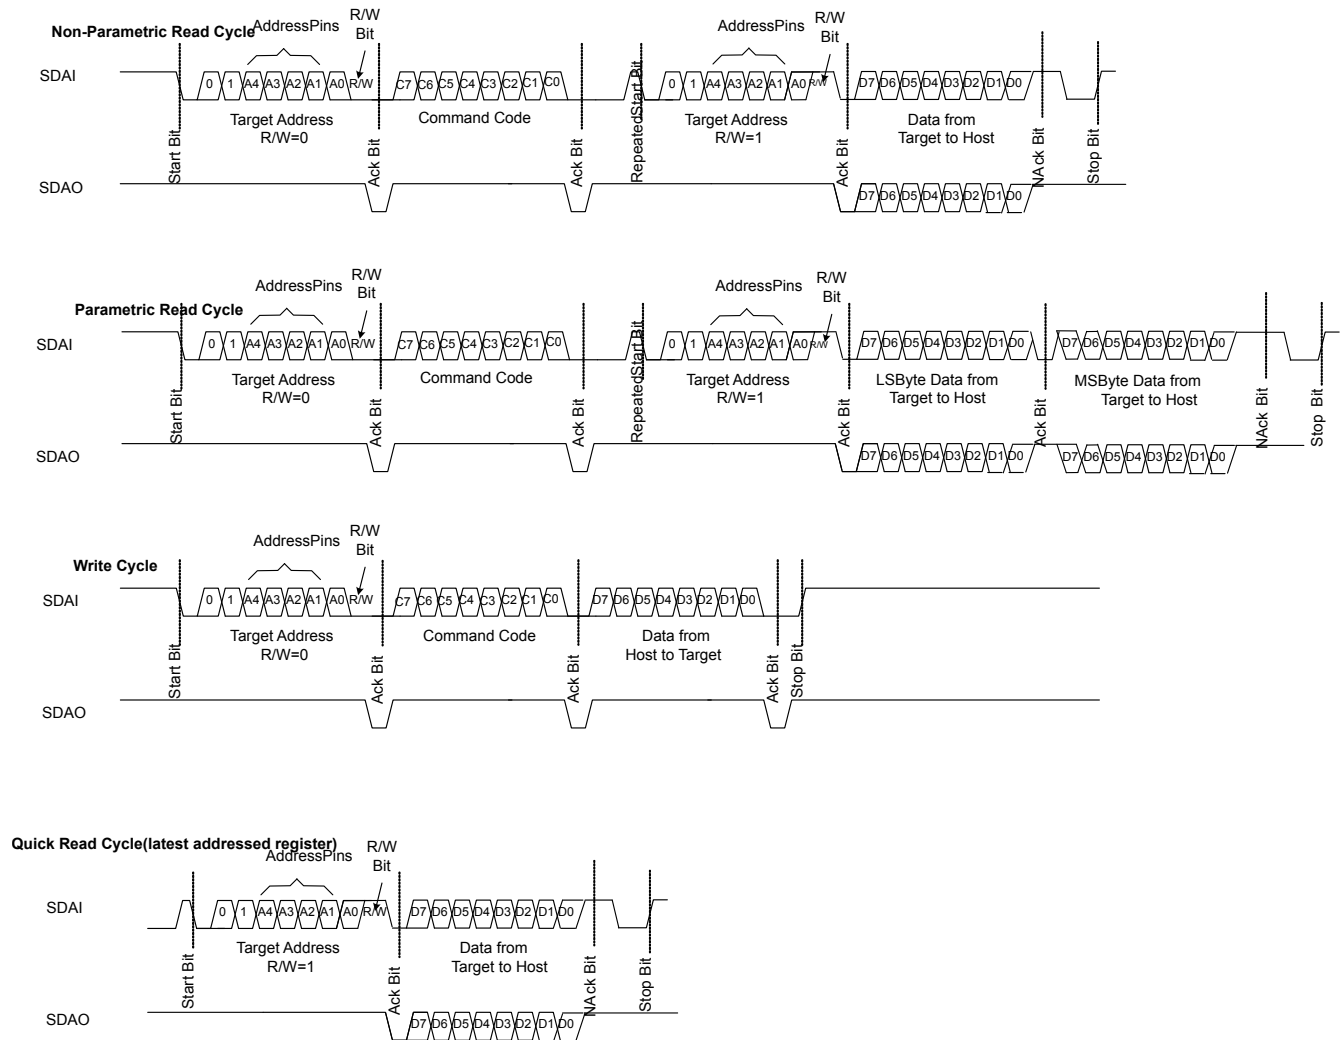 Non-Parametric Read Cycle
AddressPins
R/W
Bit
R/W
Bit
AddressPins
SDAI
0 1 A4 A3 A2 A1 A0 R/W
C7 C6 C5 C4 C3 C2 C1 C0
0 1 A4 A3 A2 A1 A0 R/W
D7 D6 D5 D4 D3 D2 D1 D0
Target Address
R/W=0
Command Code
Target Address
R/W=1
Data from
Target to Host
Start Bit
Ack Bit
Ack Bit
RepeatedStart Bit
Ack Bit
NAck Bit
Stop Bit
SDAO
D7 D6 D5 D4 D3 D2 D1 D0
Parametric Read Cycle
AddressPins
R/W
Bit
AddressPins
R/W
Bit
SDAI
0 1 A4 A3 A2 A1 A0 R/W
C7 C6 C5 C4 C3 C2 C1 C0
0 1 A4 A3 A2 A1 A0 R/W
D7 D6 D5 D4 D3 D2 D1 D0
D7 D6 D5 D4 D3 D2 D1 D0
Target Address
R/W=0
Command Code
Target Address
R/W=1
LSByte Data from
Target to Host
MSByte Data from
Target to Host
Start Bit
Ack Bit
Ack Bit
RepeatedStart Bit
Ack Bit
Ack Bit
NAck Bit
Stop Bit
SDAO
D7 D6 D5 D4 D3 D2 D1 D0
D7 D6 D5 D4 D3 D2 D1 D0
Write Cycle
AddressPins
R/W
Bit
SDAI
0 1 A4 A3 A2 A1 A0 R/W
C7 C6 C5 C4 C3 C2 C1 C0
D7 D6 D5 D4 D3 D2 D1 D0
Target Address
R/W=0
Command Code
Data from
Host to Target
Start Bit
Ack Bit
Ack Bit
Ack Bit
Stop Bit
SDAO
Quick Read Cycle(latest addressed register)
AddressPins
R/W
Bit
SDAI
0 1 A4 A3 A2 A1 A0 R/W
D7 D6 D5 D4 D3 D2 D1 D0
Target Address
R/W=1
Data from
Target to Host
Start Bit
Ack Bit
NAck Bit
Stop Bit
SDAO
D7 D6 D5 D4 D3 D2 D1 D0